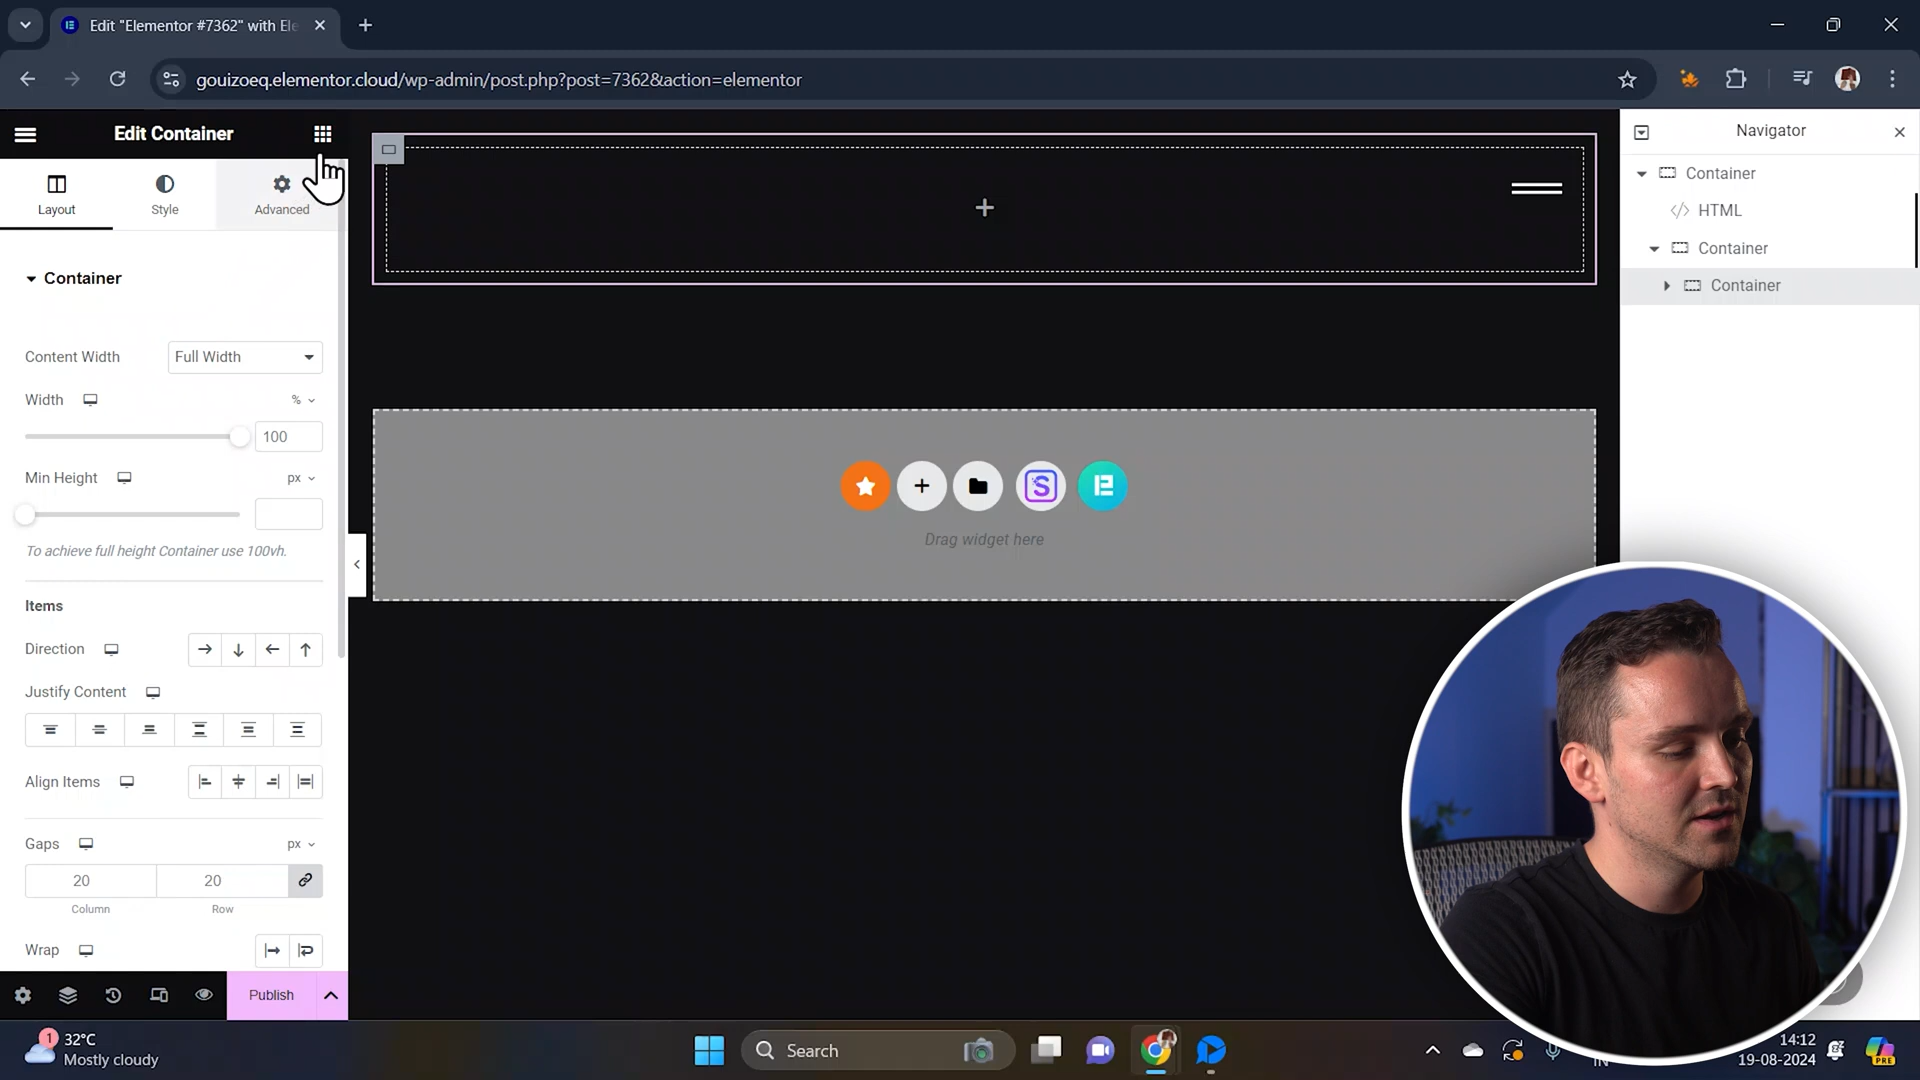 Edit "Elementor #7362" with Ele
gouizoeq.elementor.cloud/wp-admin/post.php?post=7362&action=elementor
Edit Container
Layout
Style
Advanced
Container
Content Width
Full Width
Width
%
100
Min Height
px
To achieve full height Container use 100vh.
Items
Direction
Justify Content
Align Items
Gaps
px
20
20
Column
Row
Wrap
Publish
Drag widget here
Navigator
Container
HTML
Container
Container
1
32°C
Mostly cloudy
Search
14:12
19-08-2024
PRE